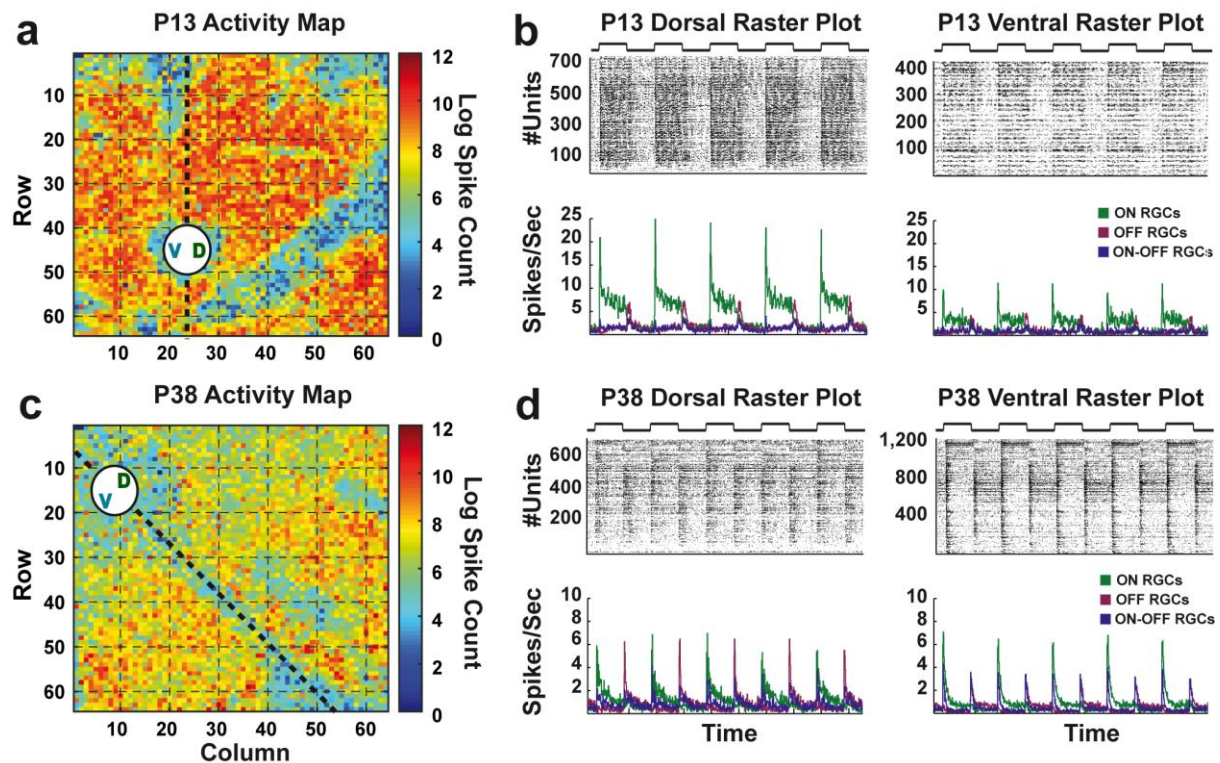 a
P13 Activity Map
Row
10
20
30
40
50
60
V D
10 20 30 40 50 60
12
10
8
6
4
2
0
Log Spike Count
b
P13 Dorsal Raster Plot
#Units
700
500
300
100
Spikes/Sec
25
20
15
10
5
P13 Ventral Raster Plot
400
300
200
100
25
20
15
10
5
ON RGCs
OFF RGCs
ON-OFF RGCs
c
P38 Activity Map
Row
10
20
30
40
50
60
D
V
10 20 30 40 50 60
Column
12
10
8
6
4
2
0
Log Spike Count
d
P38 Dorsal Raster Plot
#Units
600
400
200
Spikes/Sec
10
8
6
4
2
Time
P38 Ventral Raster Plot
1,200
800
400
10
8
6
4
2
ON RGCs
OFF RGCs
ON-OFF RGCs
Time